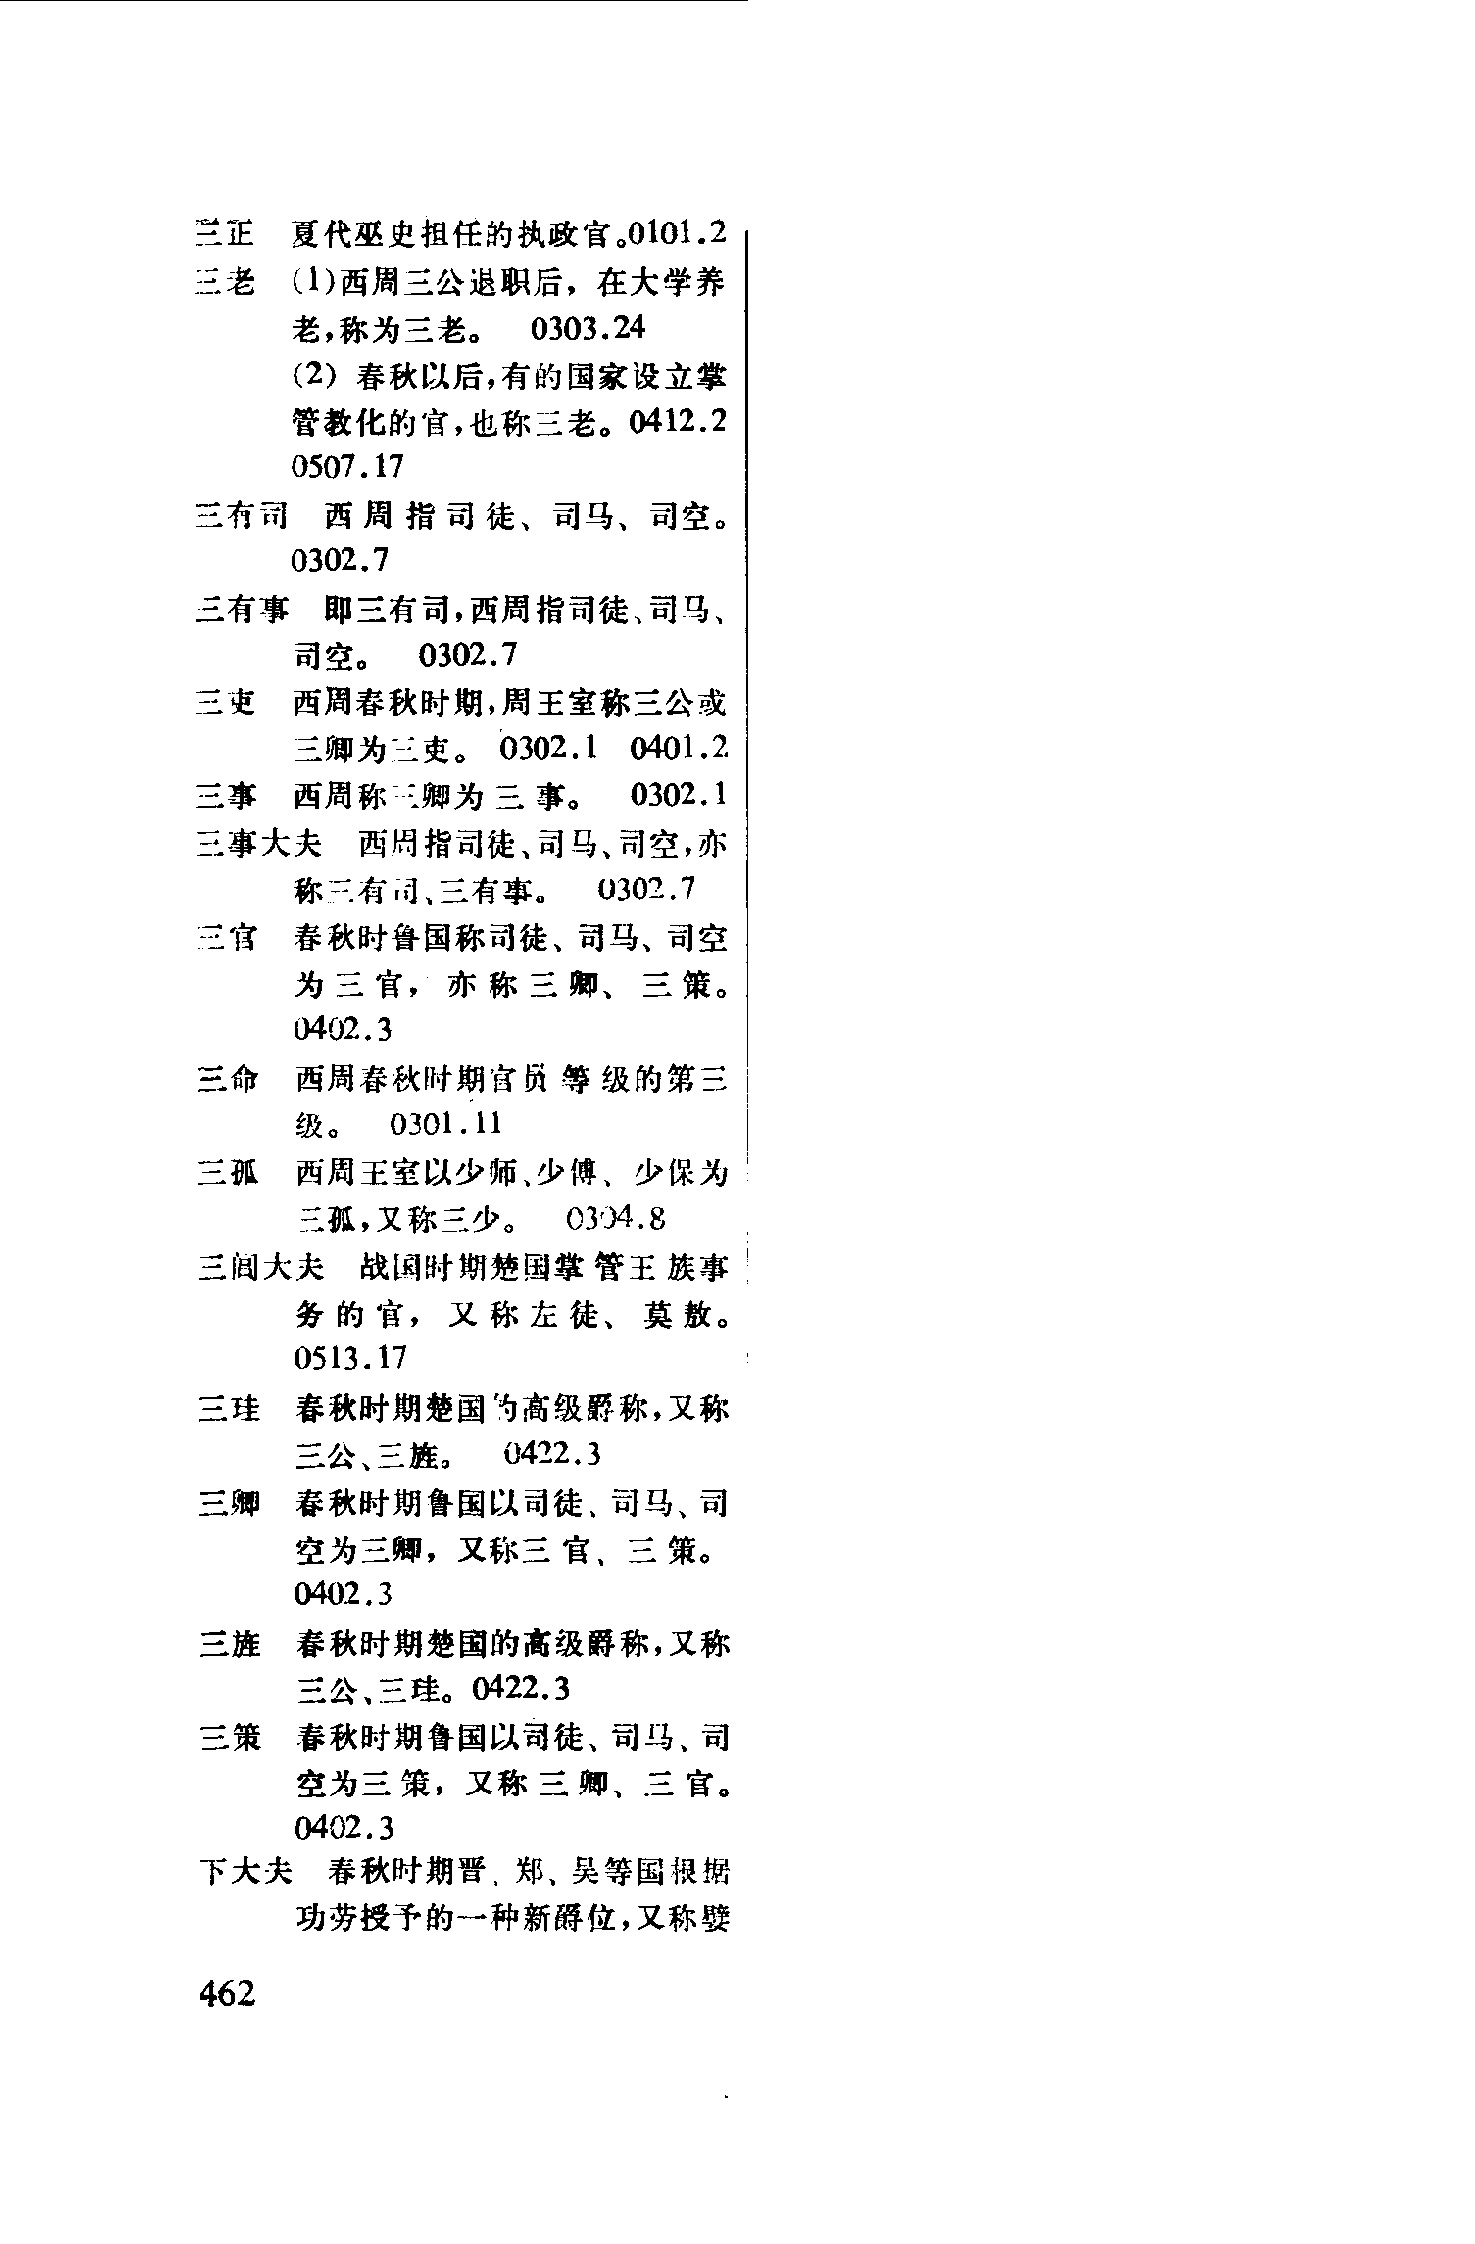 三正　夏代巫史担任的执政官。0101.2
三老　(1)西周三公退职后，在大学养
老，称为三老。　0303.24
(2) 春秋以后，有的国家设立掌
管教化的官，也称三老。0412.2
0507.17
三有司　西周指司徒、司马、司空。
0302.7
三有事　即三有司，西周指司徒、司马、
司空。　0302.7
三吏　西周春秋时期，周王室称三公或
三卿为三吏。 0302.1　0401.2
三事　西周称三卿为三事。　0302.1
三事大夫　西周指司徒、司马、司空，亦
称三有司、三有事。　0302.7
三官　春秋时鲁国称司徒、司马、司空
为三官，亦称三卿、三策。
0402.3
三命　西周春秋时期官员等级的第三
级。　0301.11
三孤　西周王室以少师、少傅、少保为
三孤，又称三少。　0304.8
三闾大夫　战国时期楚国掌管王族事
务的官，又称左徒、莫敖。
0513.17
三珪　春秋时期楚国的高级爵称，又称
三公、三旌。　0422.3
三卿　春秋时期鲁国以司徒、司马、司
空为三卿，又称三官、三策。
0402.3
三旌　春秋时期楚国的高级爵称，又称
三公、三珪。0422.3
三策　春秋时期鲁国以司徒、司马、司
空为三策，又称三卿、三官。
0402.3
下大夫　春秋时期晋、郑、吴等国根据
功劳授予的一种新爵位，又称嬖
462